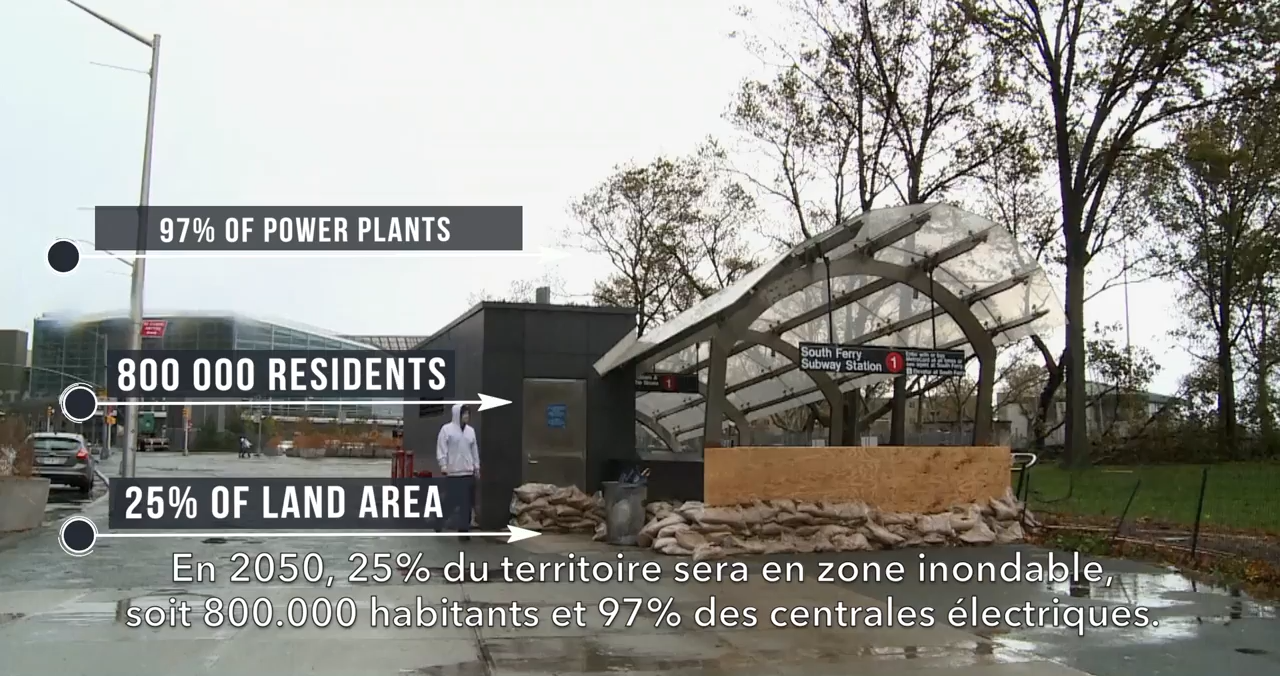 97% OF POWER PLANTS
800 000 RESIDENTS
South Ferry
Subway Station 1
1
25% OF LAND AREA
En 2050, 25% du territoire sera en zone inondable,
soit 800.000 habitants et 97% des centrales électriques.